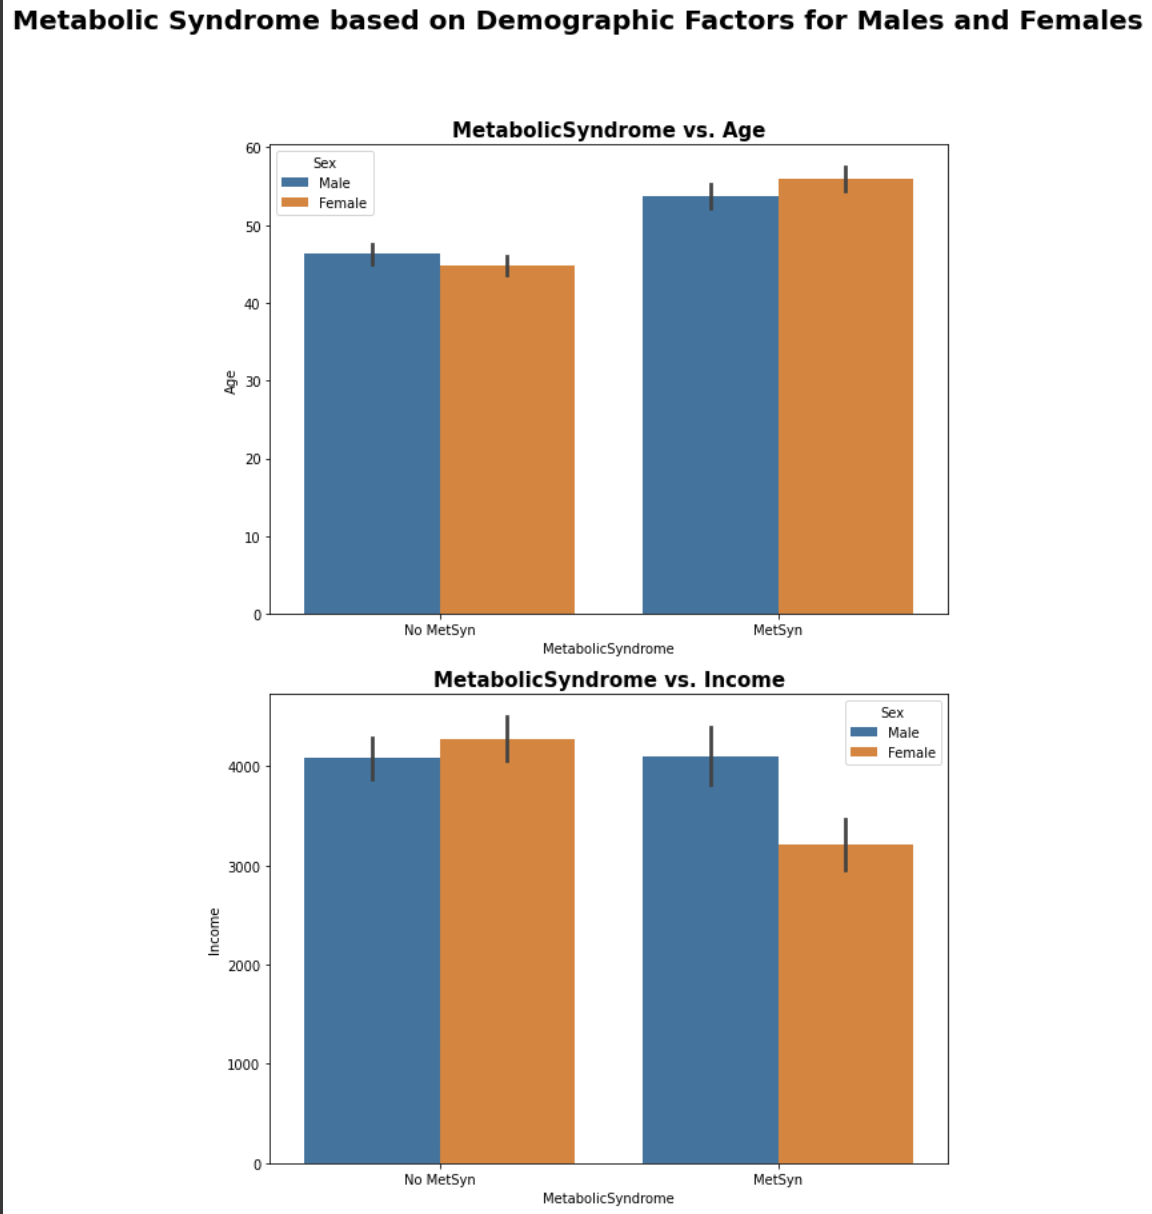 Metabolic Syndrome based on Demographic Factors for Males and Females
MetabolicSyndrome vs. Age
60
50
40
30
20
10
0
Age
Sex
Male
Female
No MetSyn
MetSyn
MetabolicSyndrome
MetabolicSyndrome vs. Income
4000
3000
2000
1000
0
Income
Sex
Male
Female
No MetSyn
MetSyn
MetabolicSyndrome